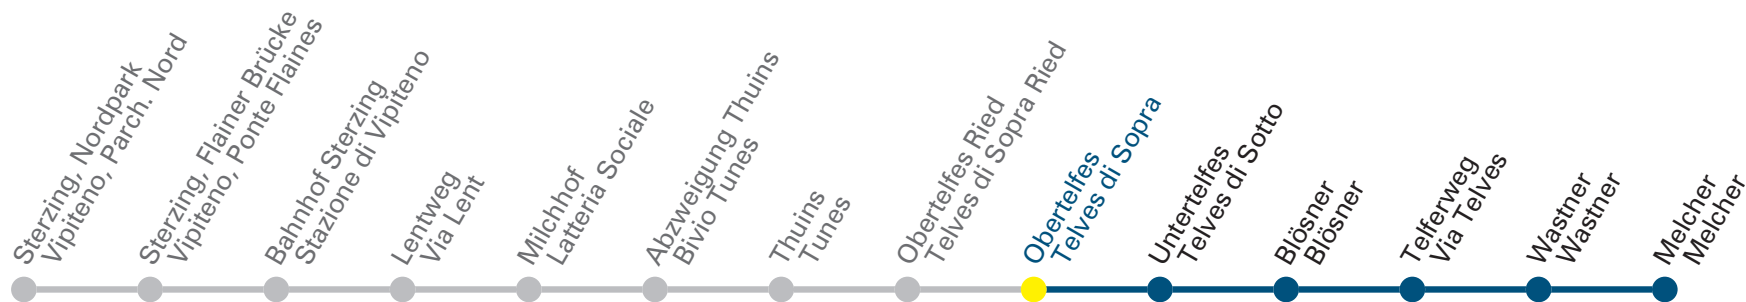 Sterzing, Nordpark
Vipiteno, Parch. Nord
Sterzing, Flainer Brücke
Vipiteno, Ponte Flaines
Bahnhof Sterzing
Stazione di Vipiteno
Lentweg
Via Lent
Milchhof
Latteria Sociale
Abzweigung Thuins
Bivio Tunes
Thuins
Tunes
Obertelfes Ried
Telves di Sopra Ried
Obertelfes
Telves di Sopra
Untertelfes
Telves di Sotto
Blösner
Blösner
Telferweg
Via Telves
Wastner
Wastner
Melcher
Melcher